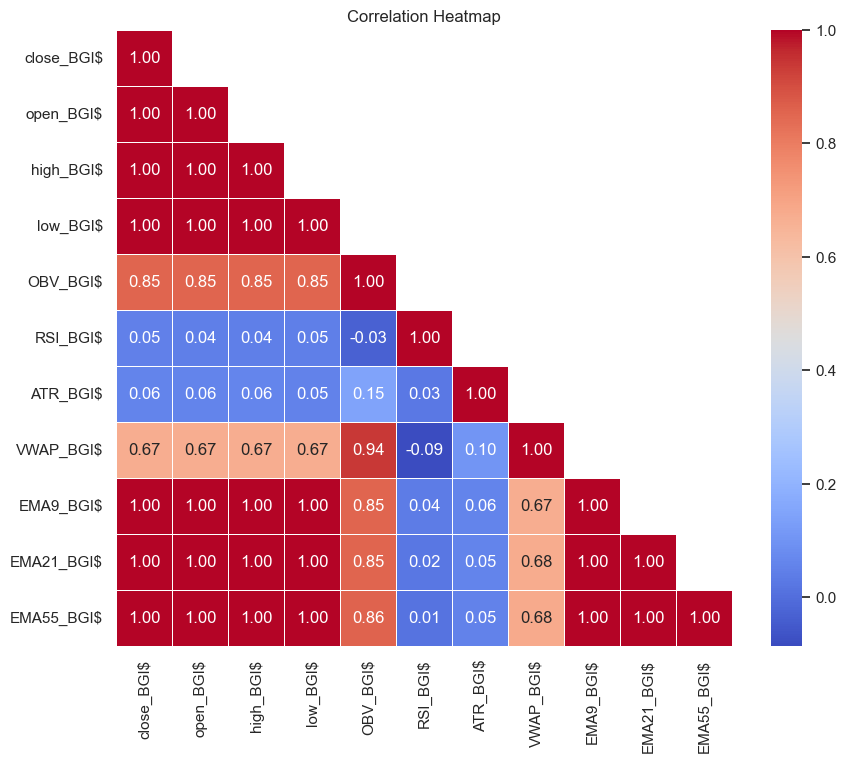 Correlation Heatmap
close_BGI$ 1.00
open_BGI$ 1.00 1.00
high_BGI$ 1.00 1.00 1.00
low_BGI$ 1.00 1.00 1.00 1.00
OBV_BGI$ 0.85 0.85 0.85 0.85 1.00
RSI_BGI$ 0.05 0.04 0.04 0.05 -0.03 1.00
ATR_BGI$ 0.06 0.06 0.06 0.05 0.15 0.03 1.00
VWAP_BGI$ 0.67 0.67 0.67 0.67 0.94 -0.09 0.10 1.00
EMA9_BGI$ 1.00 1.00 1.00 1.00 0.85 0.04 0.06 0.67 1.00
EMA21_BGI$ 1.00 1.00 1.00 1.00 0.85 0.02 0.05 0.68 1.00 1.00
EMA55_BGI$ 1.00 1.00 1.00 1.00 0.86 0.01 0.05 0.68 1.00 1.00 1.00
close_BGI$
open_BGI$
high_BGI$
low_BGI$
OBV_BGI$
RSI_BGI$
ATR_BGI$
VWAP_BGI$
EMA9_BGI$
EMA21_BGI$
EMA55_BGI$
1.0
0.8
0.6
0.4
0.2
0.0